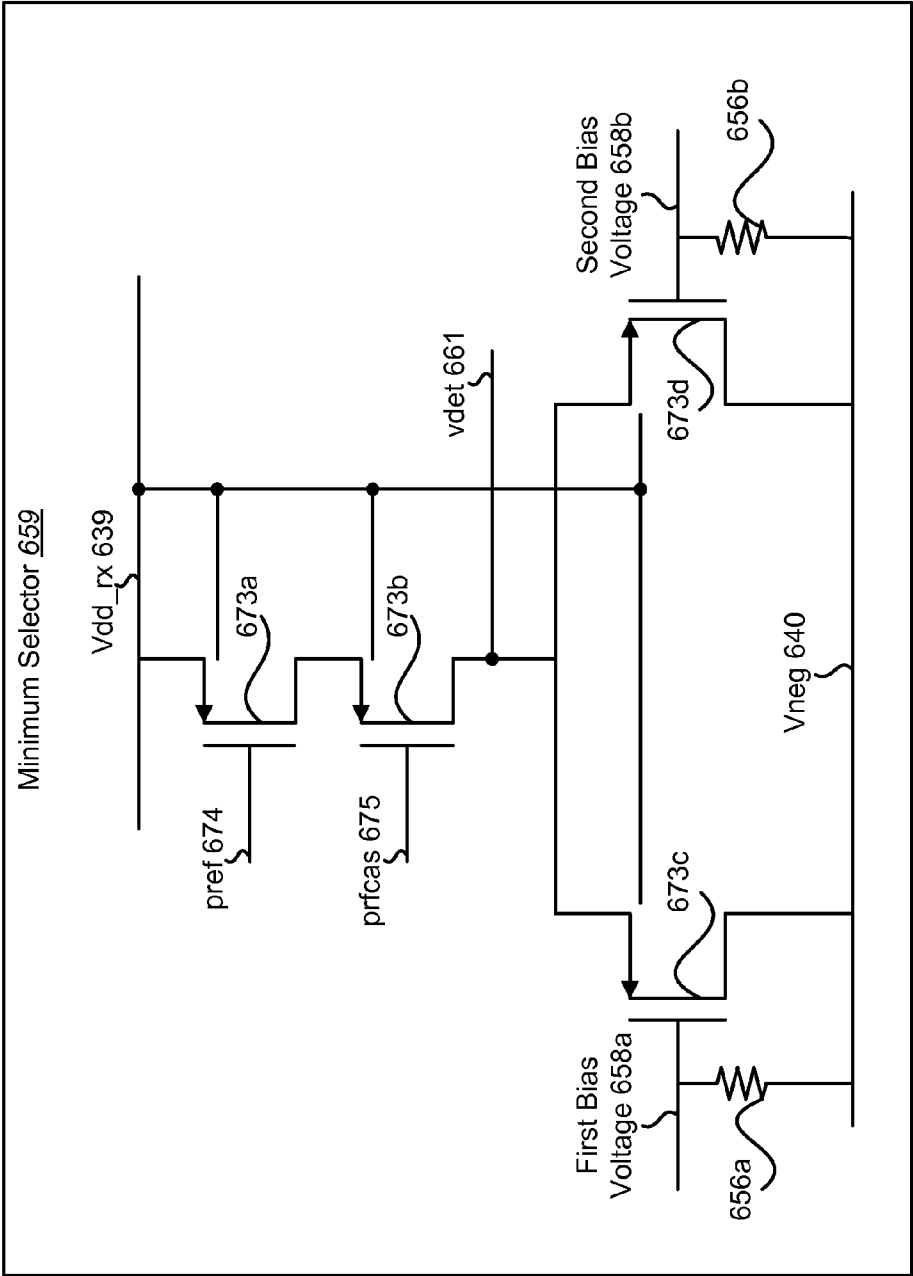 Minimum Selector 659
Vdd_rx 639
pref 674
673a
prfcas 675
673b
vdet 661
First Bias
Voltage 658a
Second Bias
Voltage 658b
656a
673c
673d
656b
Vneg 640